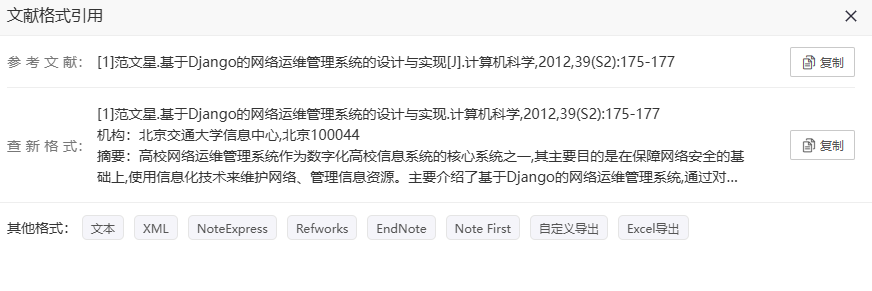 文献格式引用
参考文献： [1]范文星.基于Django的网络运维管理系统的设计与实现[J].计算机科学,2012,39(S2):175-177 复制
[1]范文星.基于Django的网络运维管理系统的设计与实现.计算机科学,2012,39(S2):175-177
机构：北京交通大学信息中心,北京100044
查新格式： 摘要：高校网络运维管理系统作为数字化高校信息系统的核心系统之一,其主要目的是在保障网络安全的基 复制
础上,使用信息化技术来维护网络、管理信息资源。主要介绍了基于Django的网络运维管理系统,通过对...
其他格式： 文本 XML NoteExpress Refworks EndNote Note First 自定义导出 Excel导出